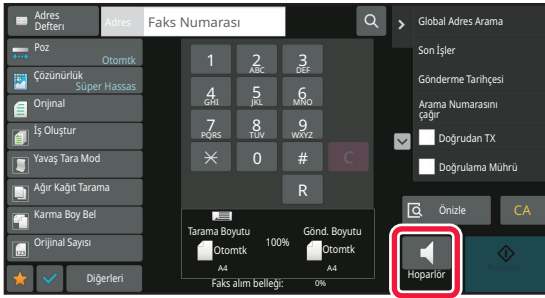 Adres
Defteri
Adres
Faks Numarası
Global Adres Arama
Poz
Otomtk
Son İşler
Çözünürlük
Süper Hassas
Gönderme Tarihçesi
Orijinal
Arama Numarasını
çağır
İş Oluştur
Doğrudan TX
Yavaş Tara Mod
Doğrulama Mührü
Ağır Kağıt Tarama
Karma Boy Bel
Orijinal Sayısı
Diğerleri
1
2
ABC
3
DEF
4
GHI
5
JKL
6
MNO
7
PQRS
8
TUV
9
WXYZ
0
#
C
R
Önizle
CA
Tarama Boyutu
100%
Gönd. Boyutu
Otomtk
Otomtk
A4
A4
Faks alım belleği:
0%
Hoparlör